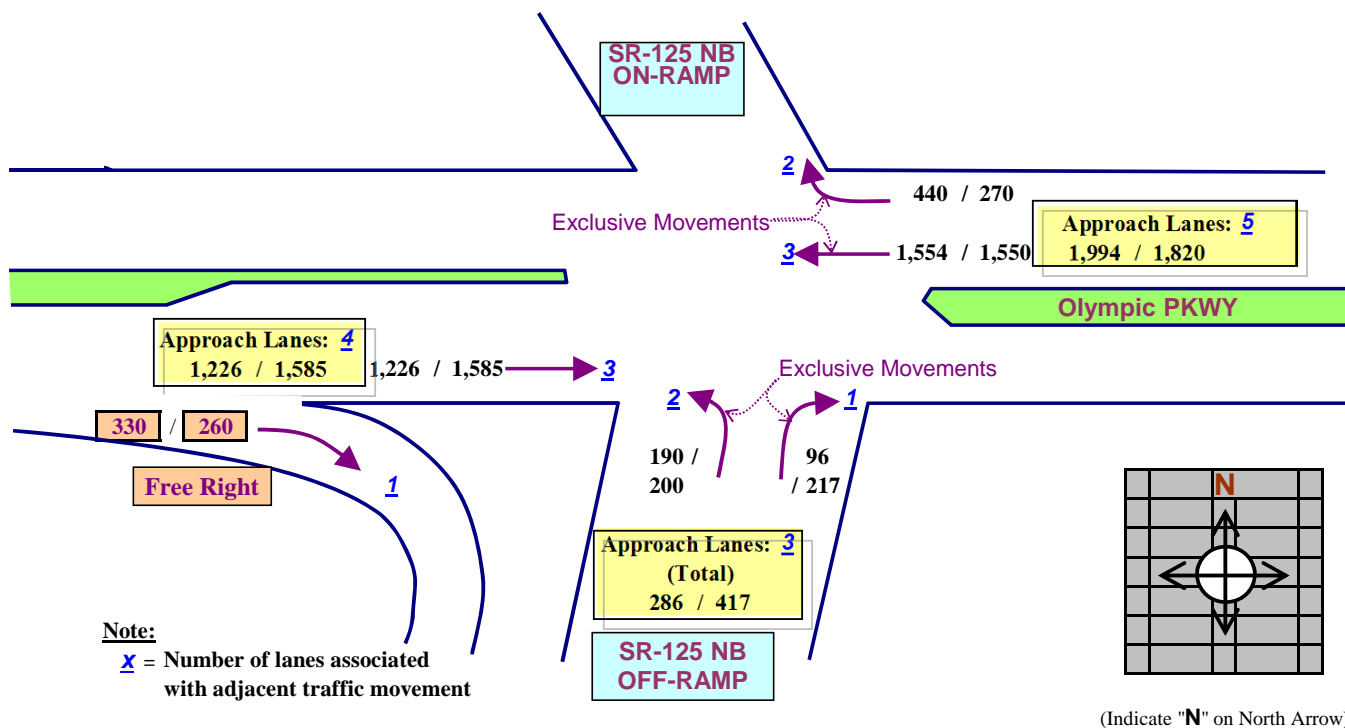 SR-125 NB
ON-RAMP
2
440 / 270
Exclusive Movements
Approach Lanes: 5
1,994 / 1,820
3
1,554 / 1,550
Olympic PKWY
Approach Lanes: 4
1,226 / 1,585
1,226 / 1,585
3
Exclusive Movements
2
1
330 / 260
Free Right
1
190 /
200
96
/ 217
Approach Lanes: 3
(Total)
286 / 417
SR-125 NB
OFF-RAMP
Note:
x = Number of lanes associated
with adjacent traffic movement
N
(Indicate "N" on North Arrow)